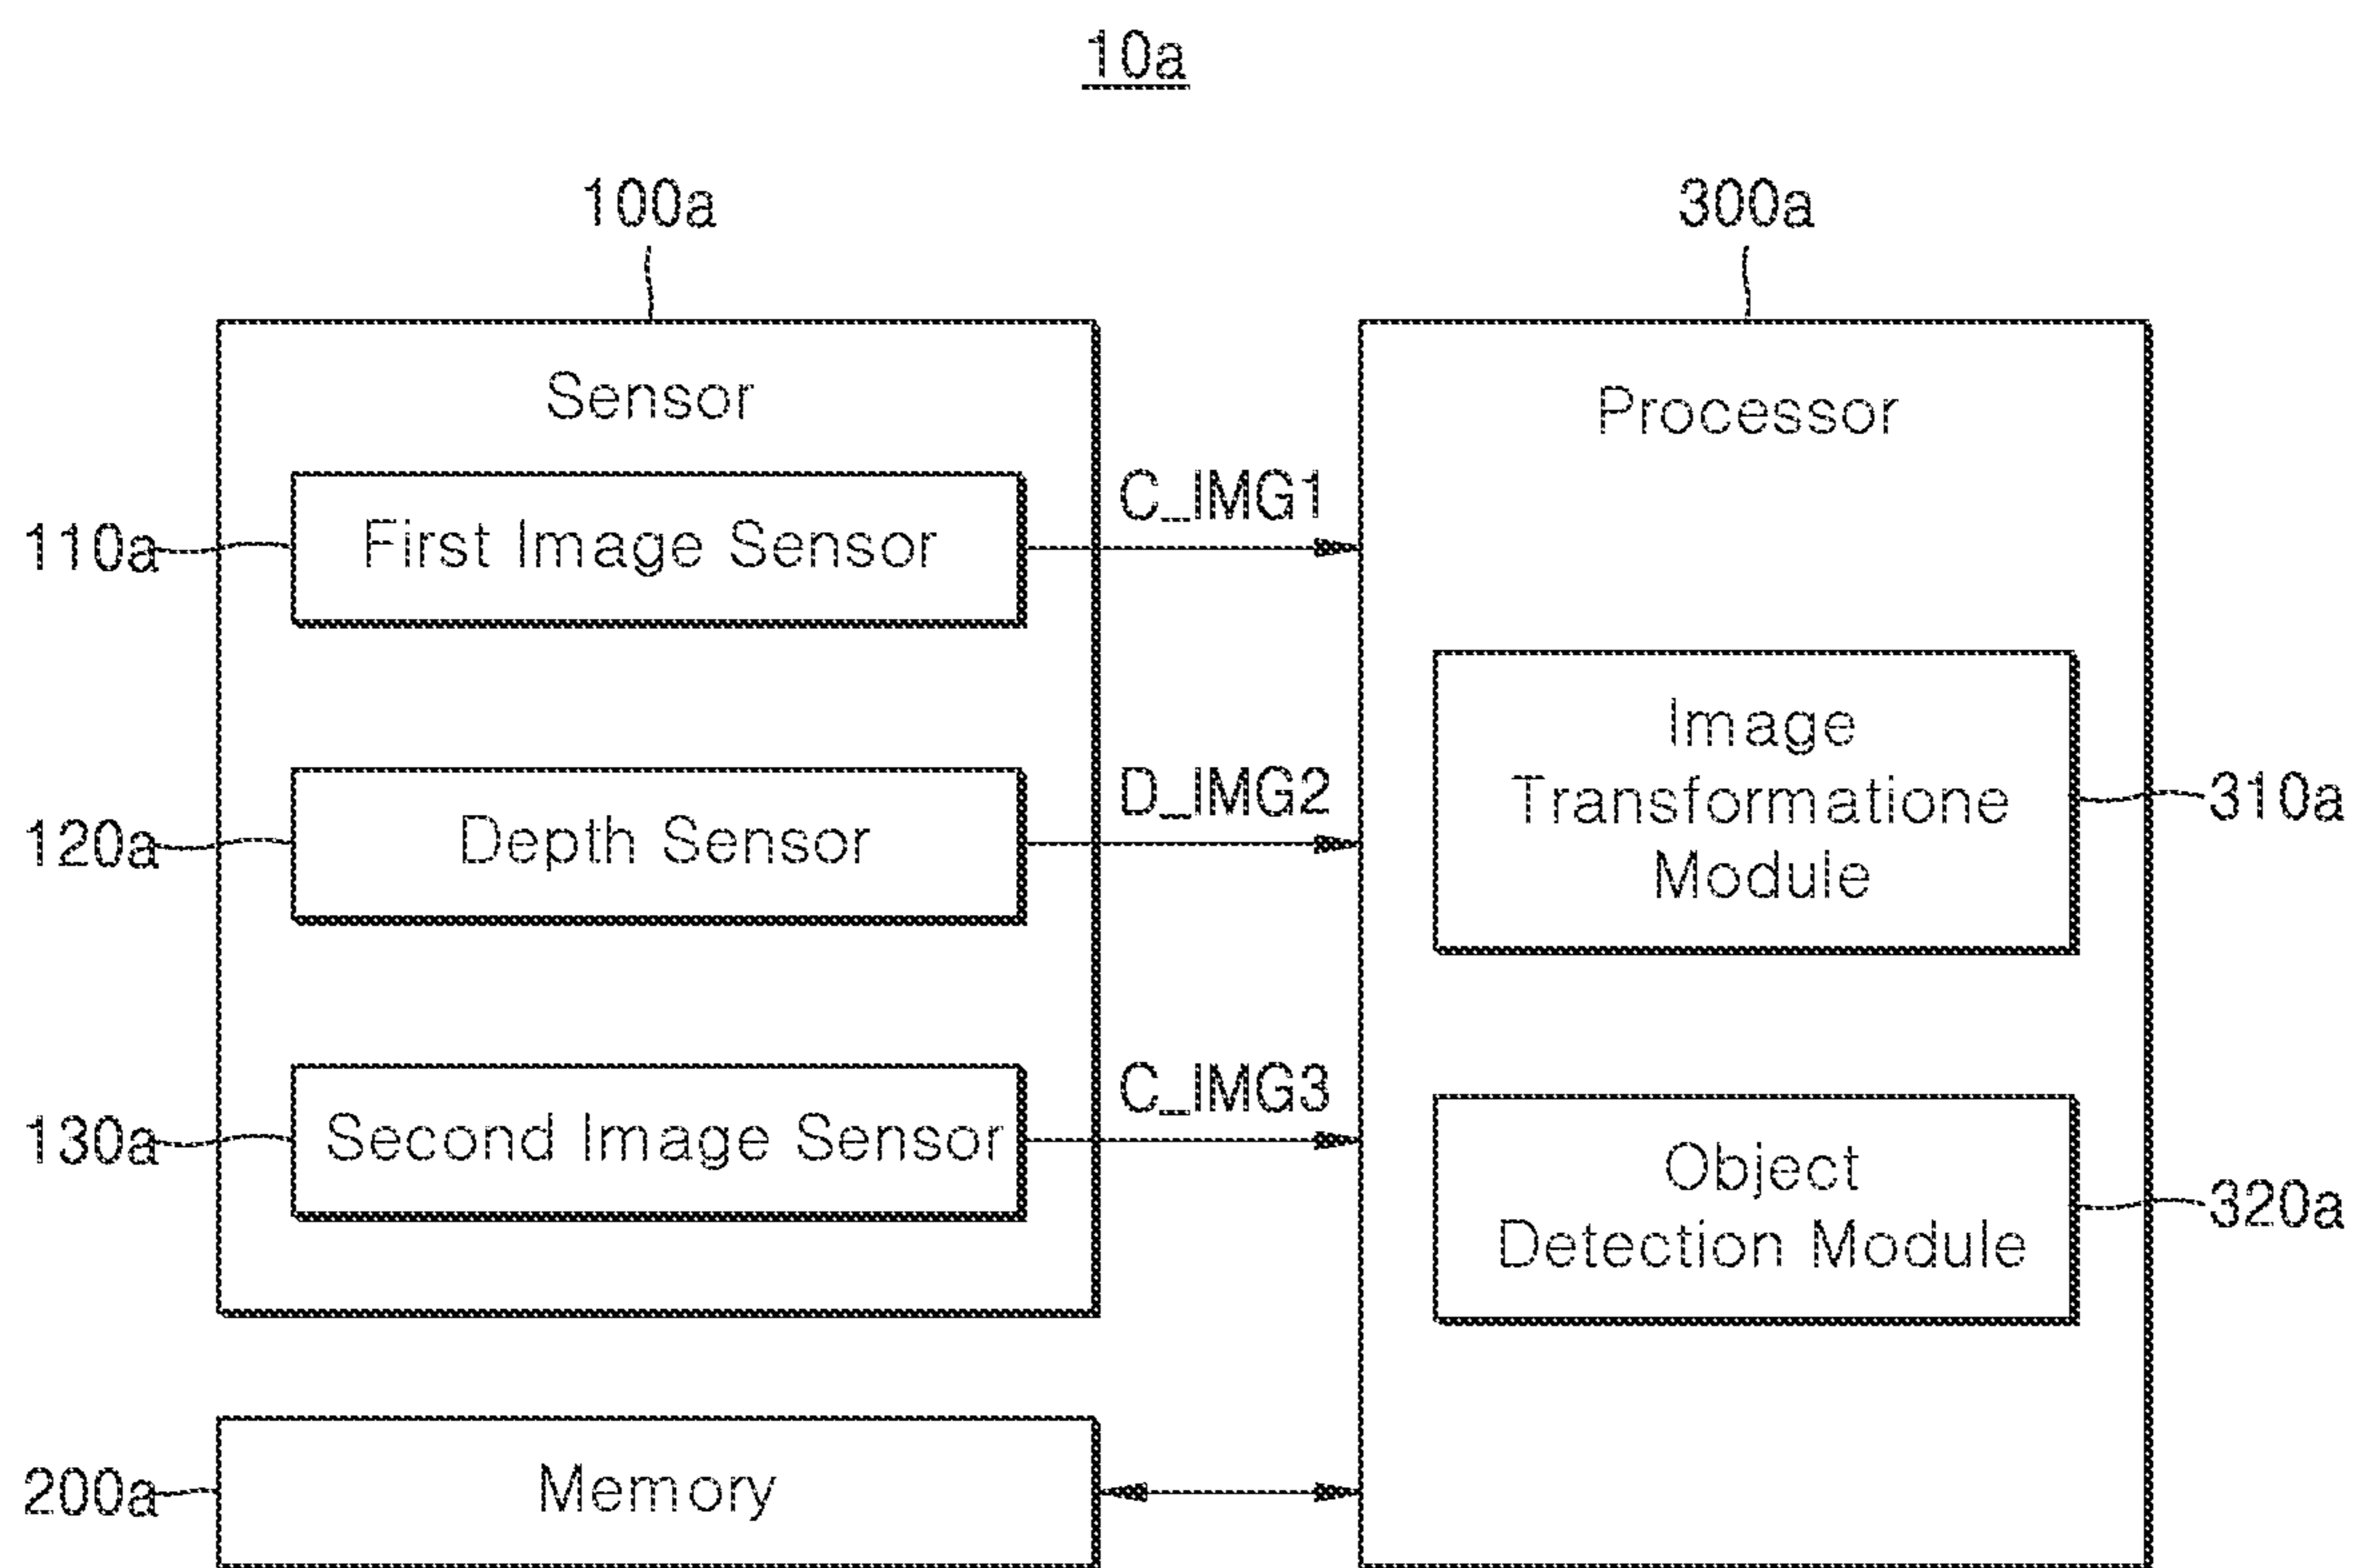 10a
100a
300a
Sensor
Processor
110a
First Image Sensor
C_IMG1
120a
Depth Sensor
D_IMG2
Image
Transformatione
Module
310a
130a
Second Image Sensor
C_IMG3
Object
Detection Module
320a
200a
Memory